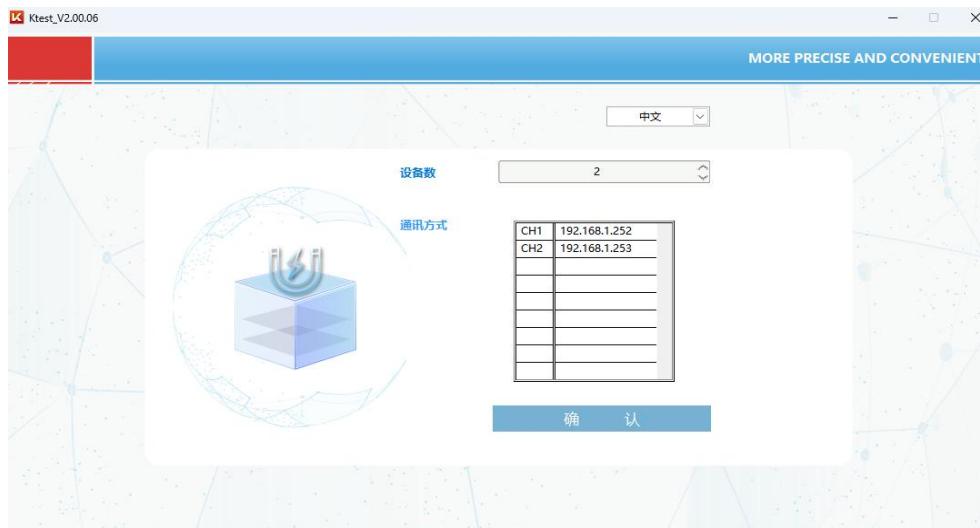 Ktest_V2.00.06
MORE PRECISE AND CONVENIENT
中文
设备数
2
通讯方式
CH1 192.168.1.252
CH2 192.168.1.253
确 认